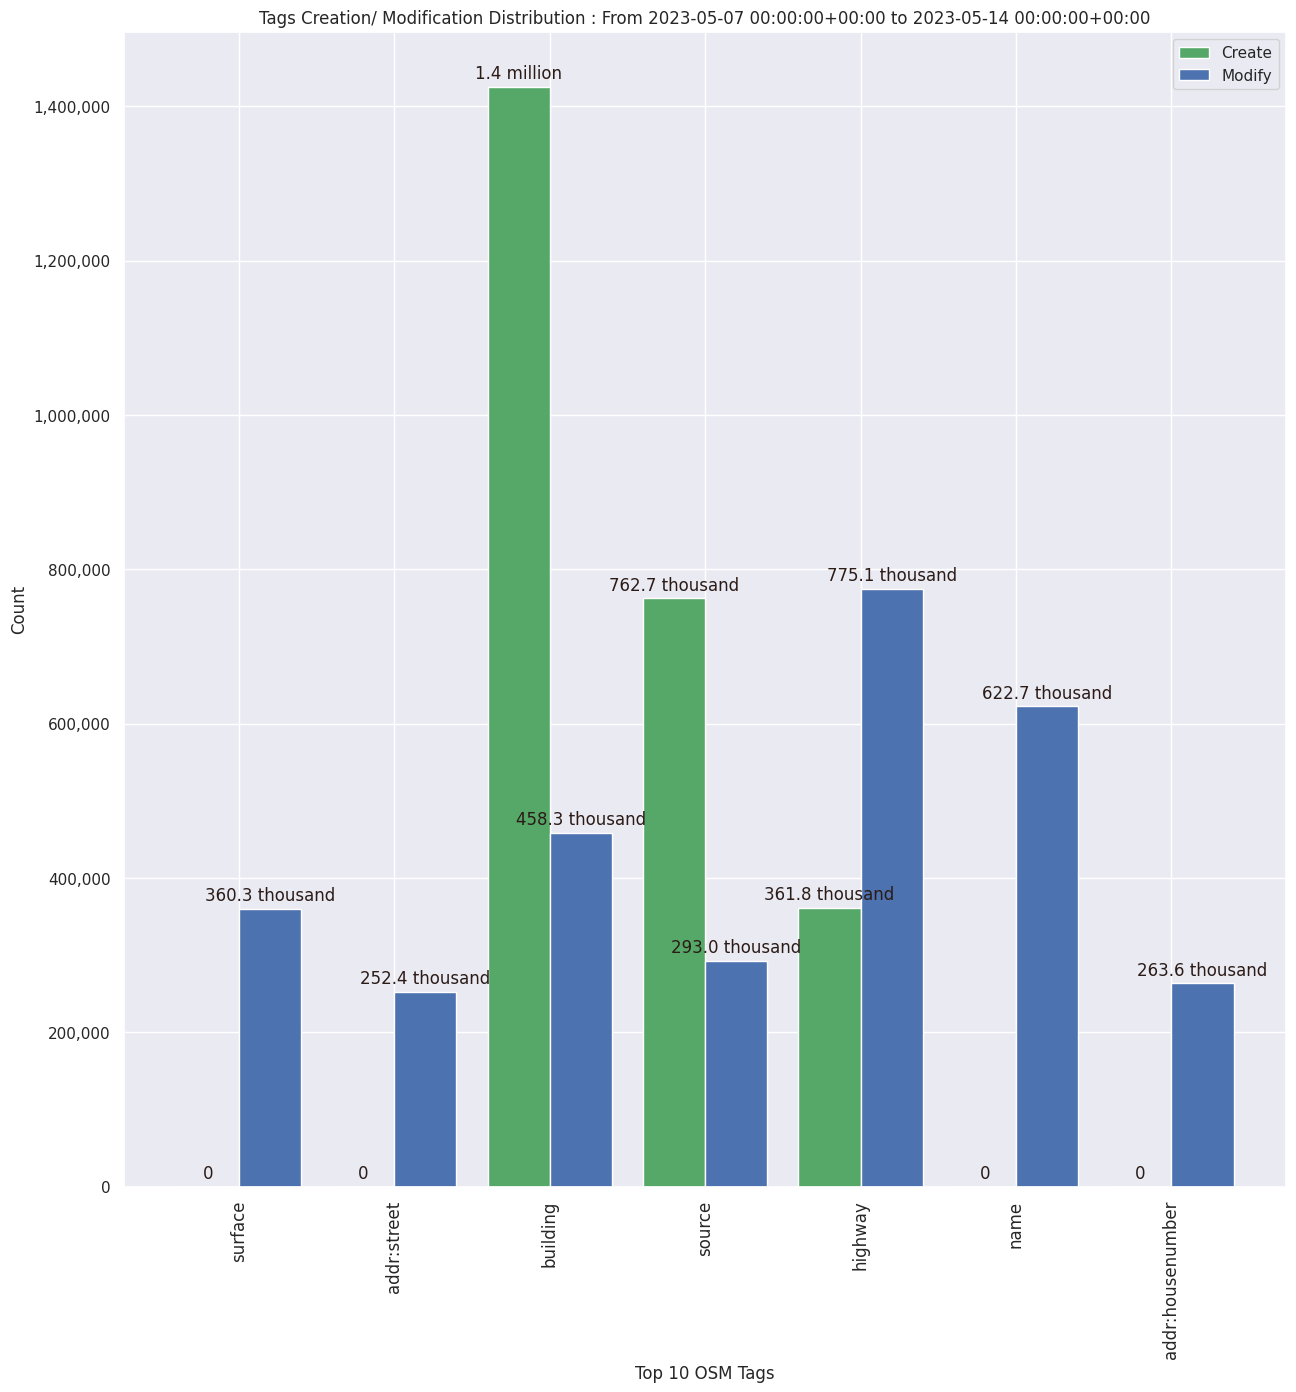 Tags Creation/ Modification Distribution : From 2023-05-07 00:00:00+00:00 to 2023-05-14 00:00:00+00:00
Create
Modify
1.4 million
1,400,000
1,200,000
1,000,000
800,000
600,000
400,000
200,000
0
Count
360.3 thousand
252.4 thousand
458.3 thousand
762.7 thousand
293.0 thousand
361.8 thousand
775.1 thousand
622.7 thousand
263.6 thousand
0
0
0
0
surface
addr:street
building
source
highway
name
addr:housenumber
Top 10 OSM Tags